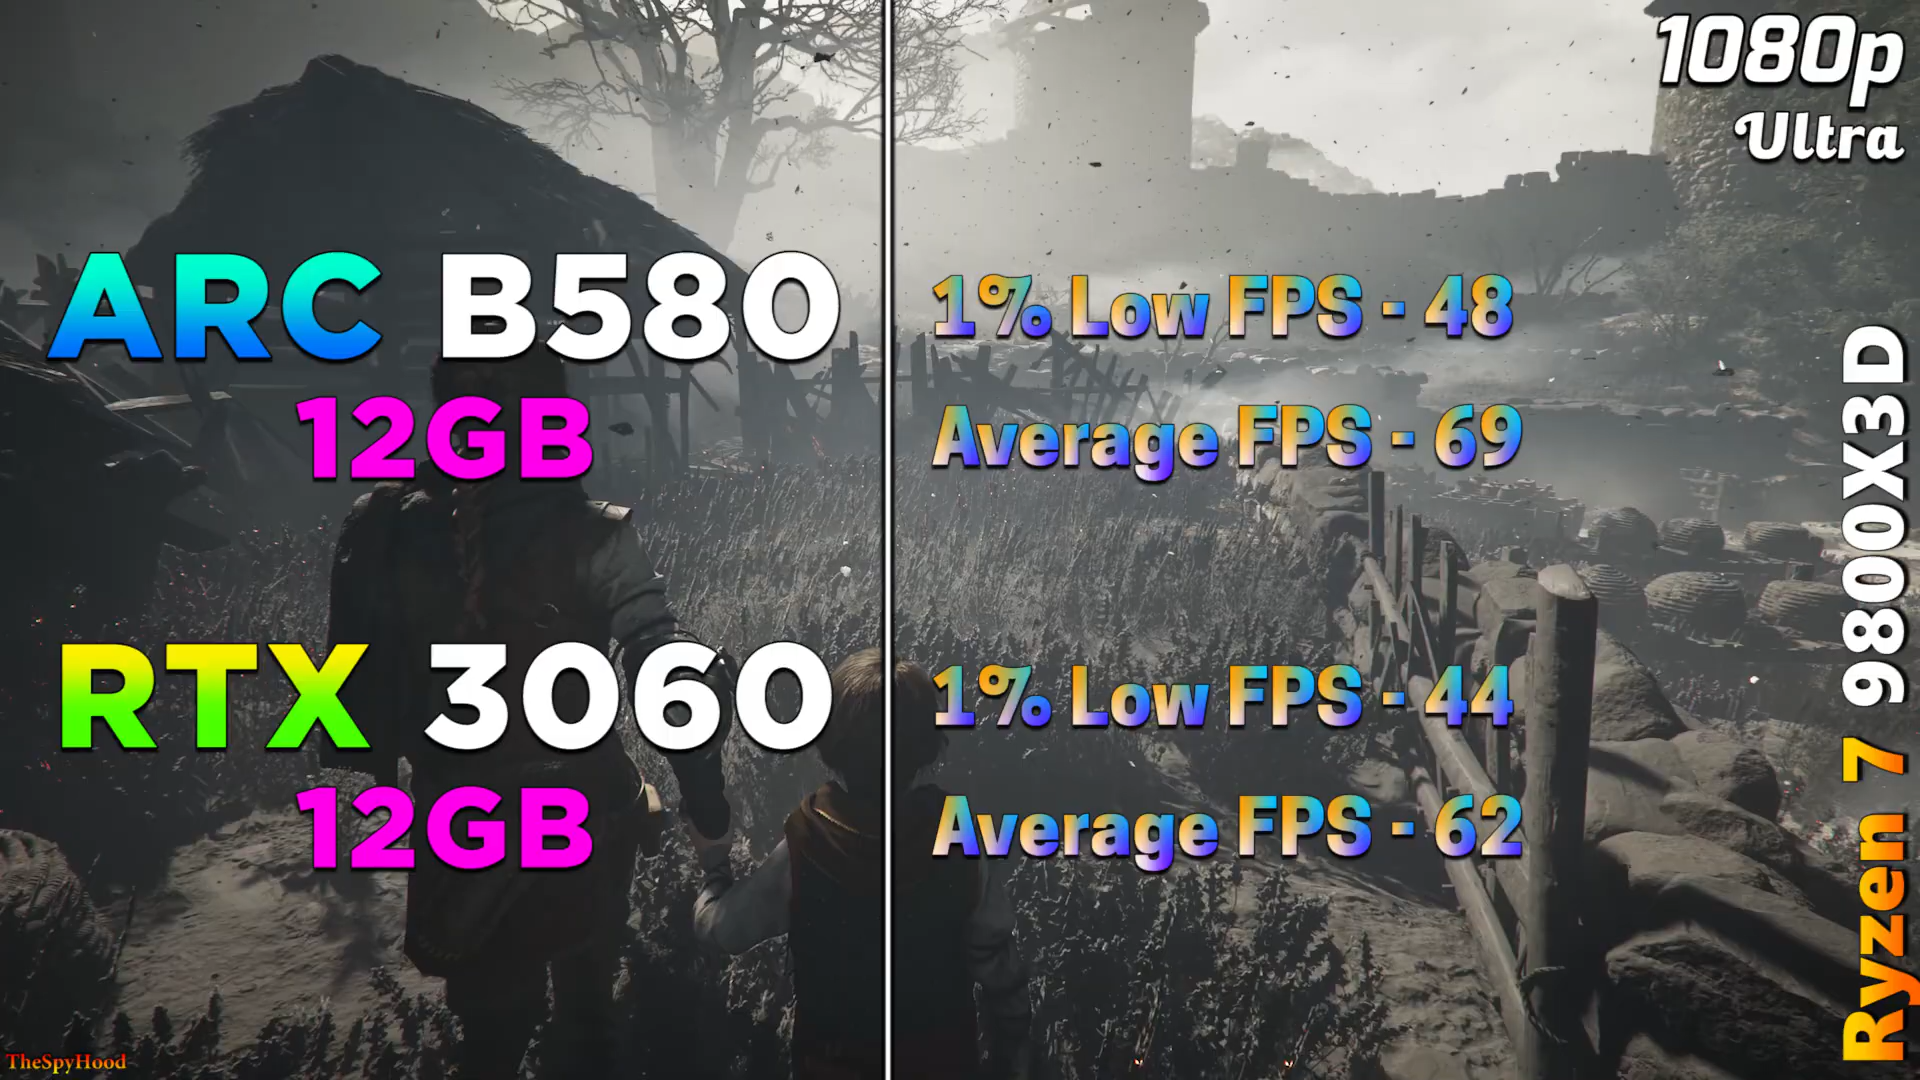 1080p
Ultra
ARC B580
12GB
1% Low FPS - 48
Average FPS - 69
RTX 3060
12GB
1% Low FPS - 44
Average FPS - 62
Ryzen 7 9800X3D
TheSpyHood